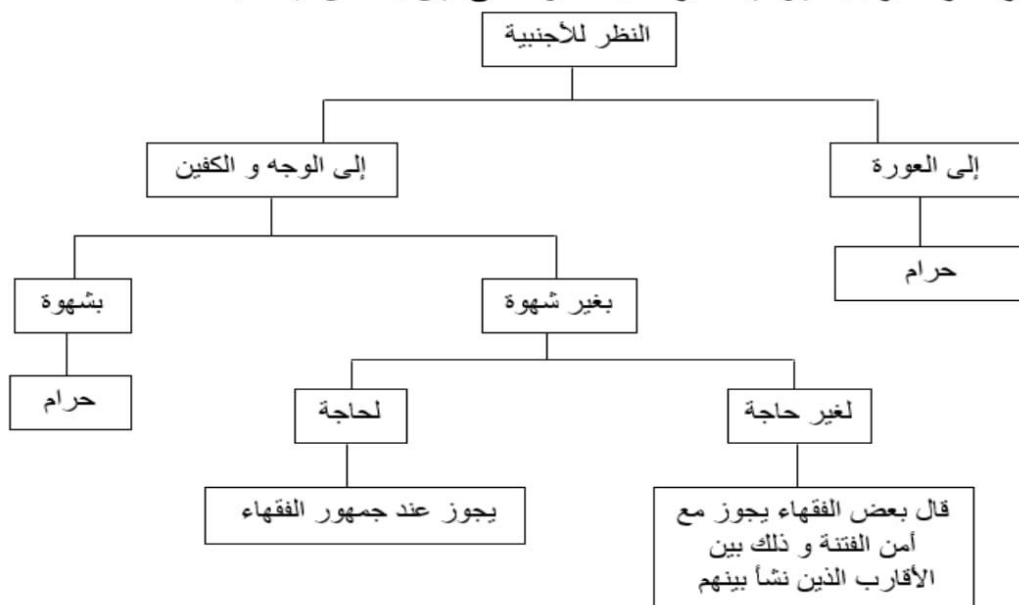 النظر للأجنبية
إلى العورة
إلى الوجه و الكفين
حرام
بغير شهوة
بشهوة
حرام
لغير حاجة
لحاجة
قال بعض الفقهاء يجوز مع
أمن الفتنة و ذلك بين
الأقارب الذين نشأ بينهم
يجوز عند جمهور الفقهاء